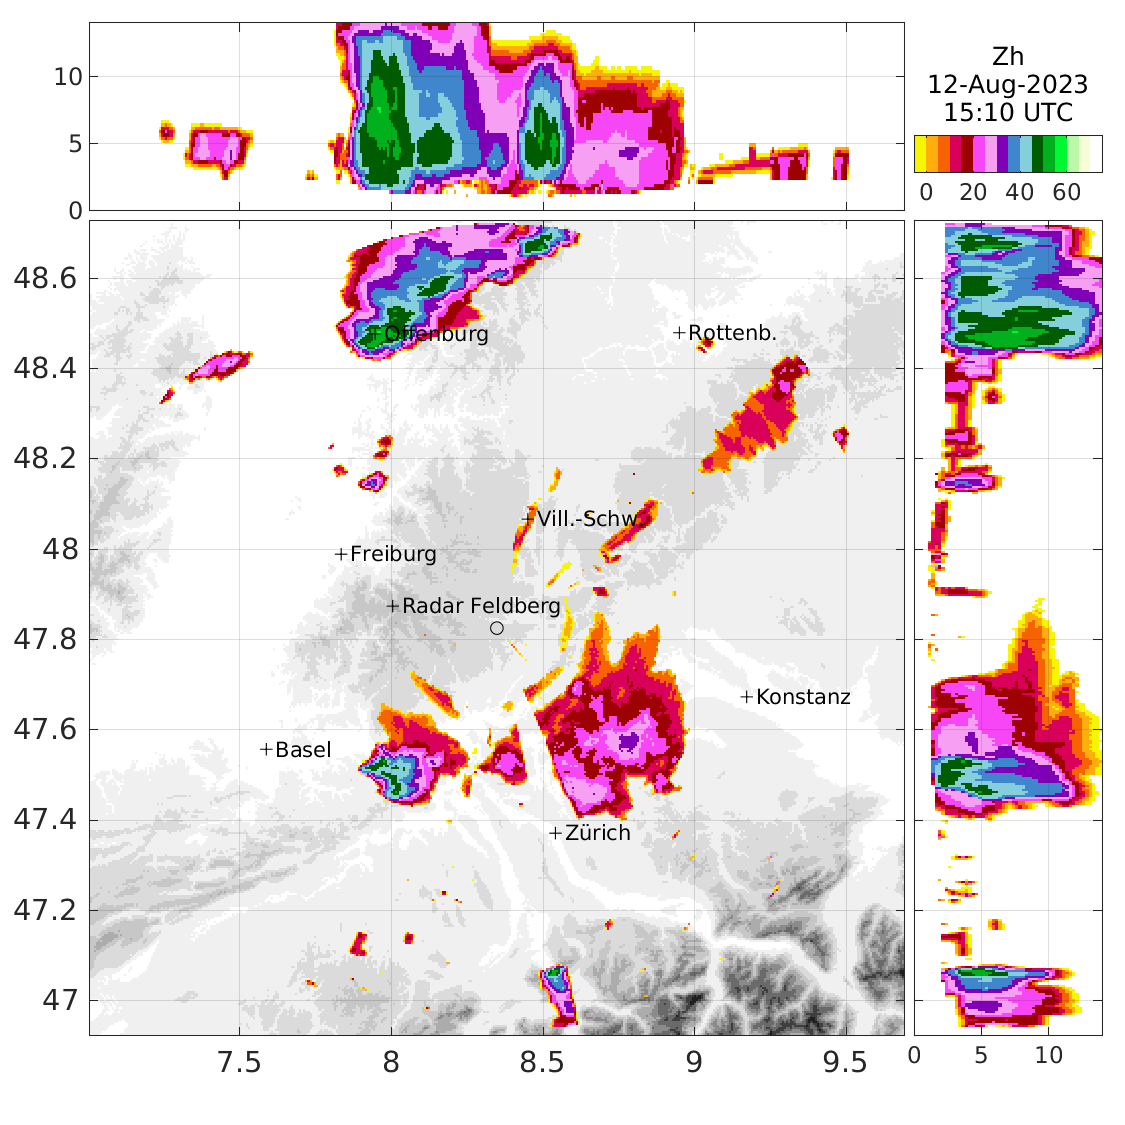 10
5
0
Zh
12-Aug-2023
15:10 UTC
0 20 40 60
48.6
48.4
48.2
48
47.8
47.6
47.4
47.2
47
+Offenburg
+Rottenb.
+Vill.-Schw.
+Freiburg
+Radar Feldberg
+Konstanz
+Basel
+Zürich
7.5 8 8.5 9 9.5
0 5 10